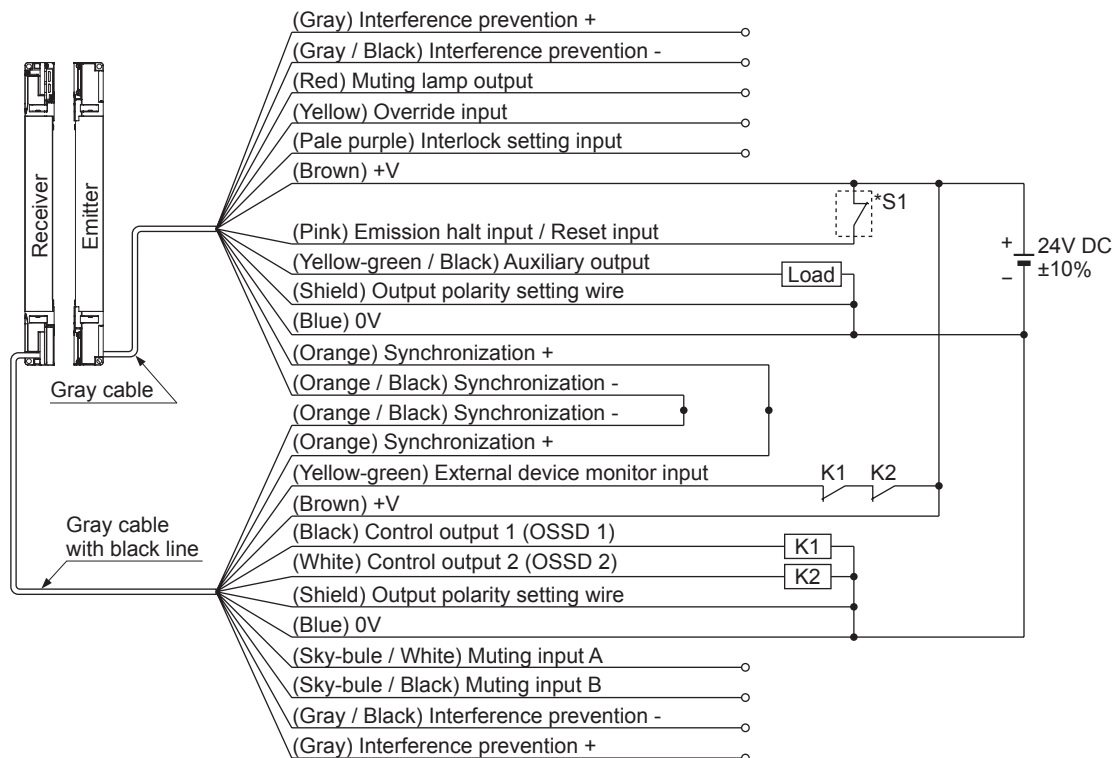 (Gray) Interference prevention +
(Gray / Black) Interference prevention -
(Red) Muting lamp output
(Yellow) Override input
(Pale purple) Interlock setting input
(Brown) +V
*S1
(Pink) Emission halt input / Reset input
(Yellow-green / Black) Auxiliary output
Load
(Shield) Output polarity setting wire
(Blue) 0V
+
−
24V DC
±10%
Receiver
Emitter
Gray cable
(Orange) Synchronization +
(Orange / Black) Synchronization -
(Orange / Black) Synchronization -
(Orange) Synchronization +
(Yellow-green) External device monitor input
K1
K2
(Brown) +V
Gray cable
with black line
(Black) Control output 1 (OSSD 1)
K1
(White) Control output 2 (OSSD 2)
K2
(Shield) Output polarity setting wire
(Blue) 0V
(Sky-bule / White) Muting input A
(Sky-bule / Black) Muting input B
(Gray / Black) Interference prevention -
(Gray) Interference prevention +